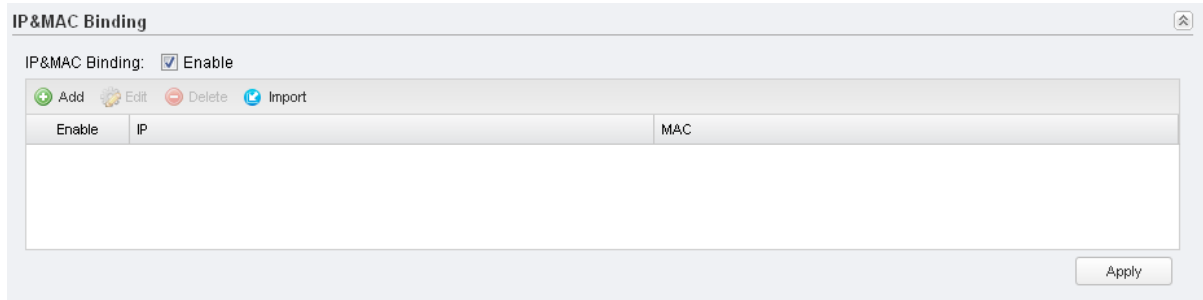 IP&MAC Binding
IP&MAC Binding: Enable
Add Edit Delete Import
Enable IP MAC
Apply